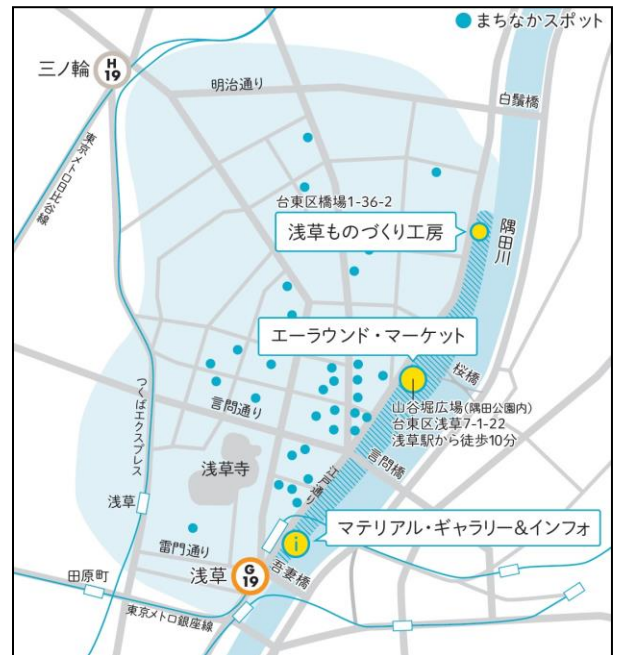 まちなかスポット
三ノ輪
H
19
明治通り
白鬚橋
東京メトロ日比谷線
台東区橋場1-36-2
浅草ものづくり工房
隅田川
エーラウンド・マーケット
桜橋
山谷堀広場(隅田公園内)
台東区浅草7-1-22
浅草駅から徒歩10分
つくばエクスプレス
言問通り
言問橋
浅草寺
江戸通り
浅草
マテリアル・ギャラリー&インフォ
i
雷門通り
田原町
浅草
G
19
吾妻橋
東京メトロ銀座線